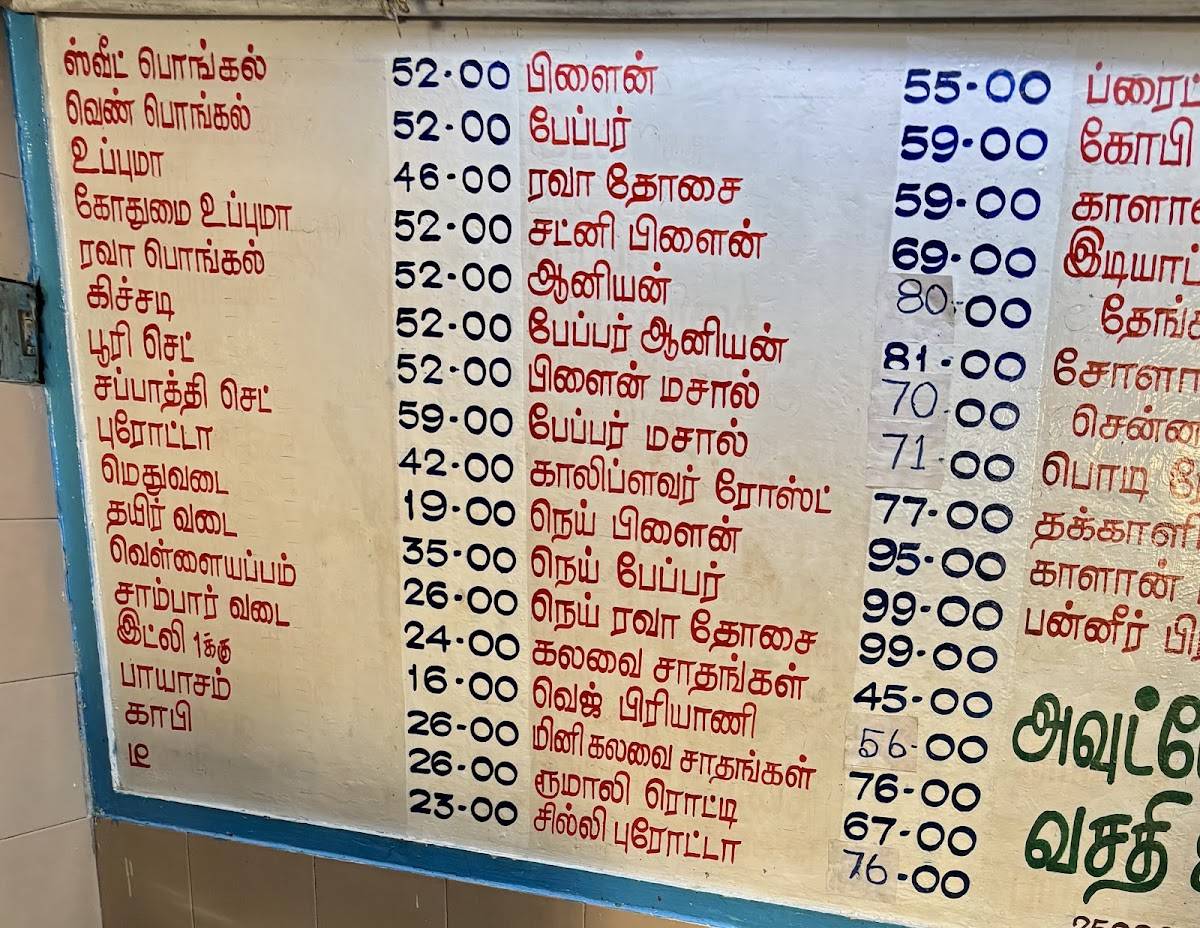 ஸ்வீட் பொங்கல் 52-00
வெண் பொங்கல் 52-00
உப்புமா 46-00
கோதுமை உப்புமா 52-00
ரவா பொங்கல் 52-00
கிச்சடி 52-00
பூரி செட் 52-00
சப்பாத்தி செட் 59-00
புரோட்டா 42-00
மெதுவடை 19-00
தயிர் வடை 35-00
வெள்ளையப்பம் 26-00
சாம்பார் வடை 24-00
இட்லி 1க்கு 16-00
பாயாசம் 26-00
காபி 26-00
டீ 23-00
பிளைன் 55-00
பேப்பர் 59-00
ரவா தோசை 59-00
சட்னி பிளைன் 69-00
ஆனியன் 80-00
பேப்பர் ஆனியன் 81-00
பிளைன் மசால் 70-00
பேப்பர் மசால் 71-00
காலிப்ளவர் ரோஸ்ட் 77-00
நெய் பிளைன் 95-00
நெய் பேப்பர் 99-00
நெய் ரவா தோசை 99-00
கலவை சாதங்கள் 45-00
வெஜ் பிரியாணி 56-00
மினி கலவை சாதங்கள் 76-00
ரூமாலி ரொட்டி 67-00
சில்லி புரோட்டா 76-00
கோபி
பொடி
காளான்
பன்னீர்
வசதி